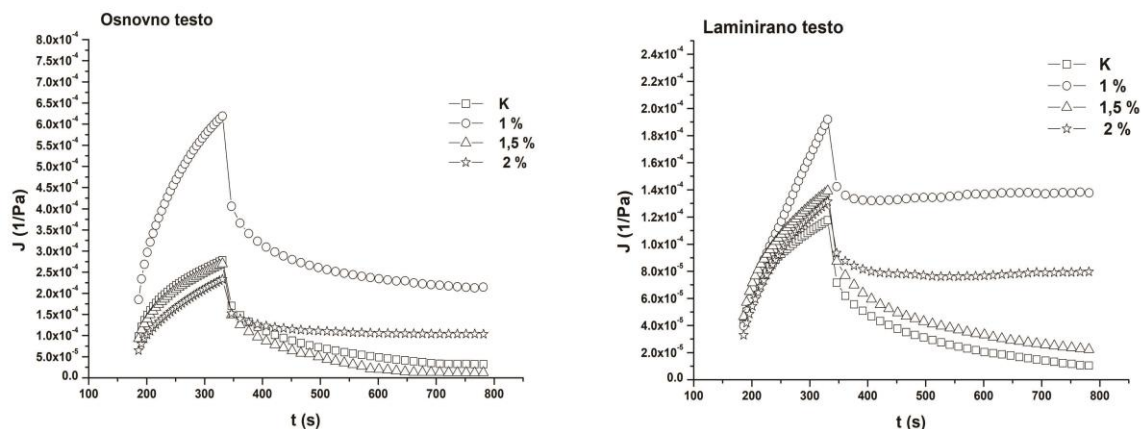 Osnovno testo
8.0x10⁻⁴
7.5x10⁻⁴
7.0x10⁻⁴
6.5x10⁻⁴
6.0x10⁻⁴
5.5x10⁻⁴
5.0x10⁻⁴
4.5x10⁻⁴
4.0x10⁻⁴
3.5x10⁻⁴
3.0x10⁻⁴
2.5x10⁻⁴
2.0x10⁻⁴
1.5x10⁻⁴
1.0x10⁻⁴
5.0x10⁻⁵
0.0
J (1/Pa)
K
1 %
1,5 %
2 %
100 200 300 400 500 600 700 800
t (s)
Laminirano testo
2.4x10⁻⁴
2.2x10⁻⁴
2.0x10⁻⁴
1.8x10⁻⁴
1.6x10⁻⁴
1.4x10⁻⁴
1.2x10⁻⁴
1.0x10⁻⁴
8.0x10⁻⁵
6.0x10⁻⁵
4.0x10⁻⁵
2.0x10⁻⁵
0.0
J (1/Pa)
K
1 %
1,5 %
2 %
100 200 300 400 500 600 700 800
t (s)